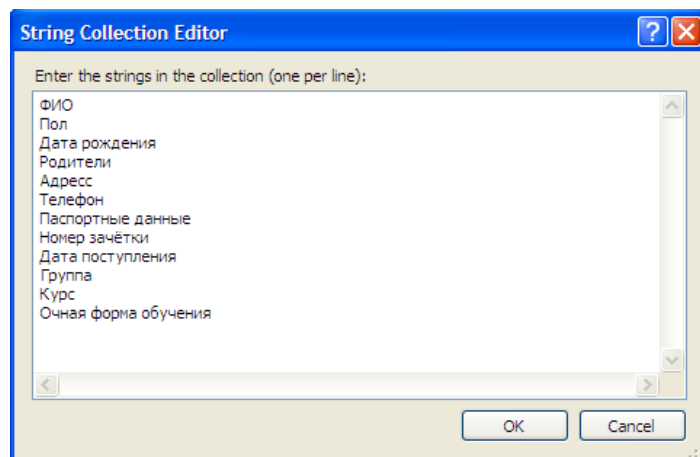 String Collection Editor
Enter the strings in the collection (one per line):
ФИО
Пол
Дата рождения
Родители
Адресс
Телефон
Паспортные данные
Номер зачётки
Дата поступления
Группа
Курс
Очная форма обучения
OK
Cancel